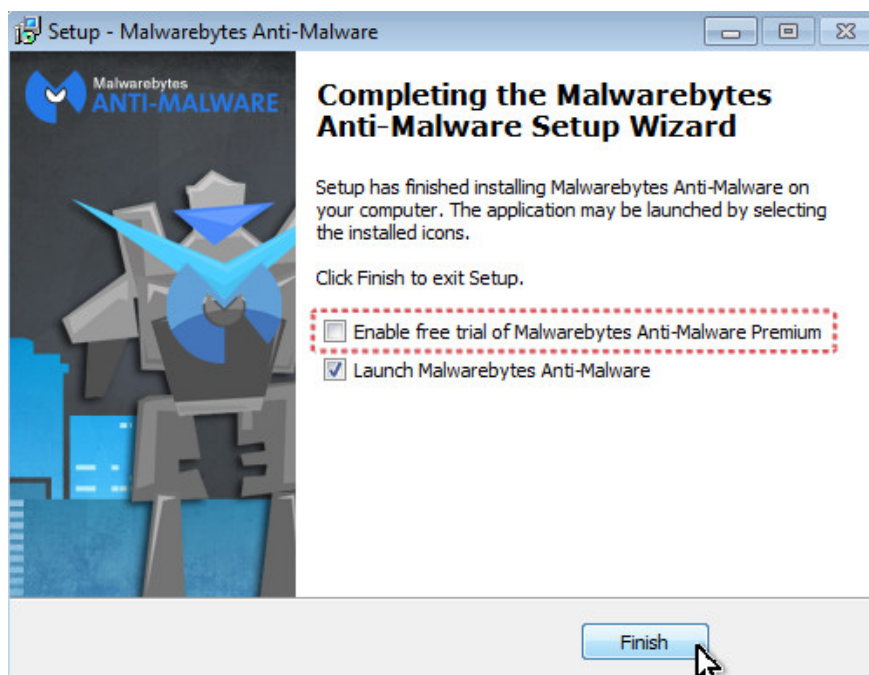 Setup - Malwarebytes Anti-Malware
Malwarebytes
ANTI-MALWARE
Completing the Malwarebytes
Anti-Malware Setup Wizard
Setup has finished installing Malwarebytes Anti-Malware on
your computer. The application may be launched by selecting
the installed icons.
Click Finish to exit Setup.
Enable free trial of Malwarebytes Anti-Malware Premium
Launch Malwarebytes Anti-Malware
Finish